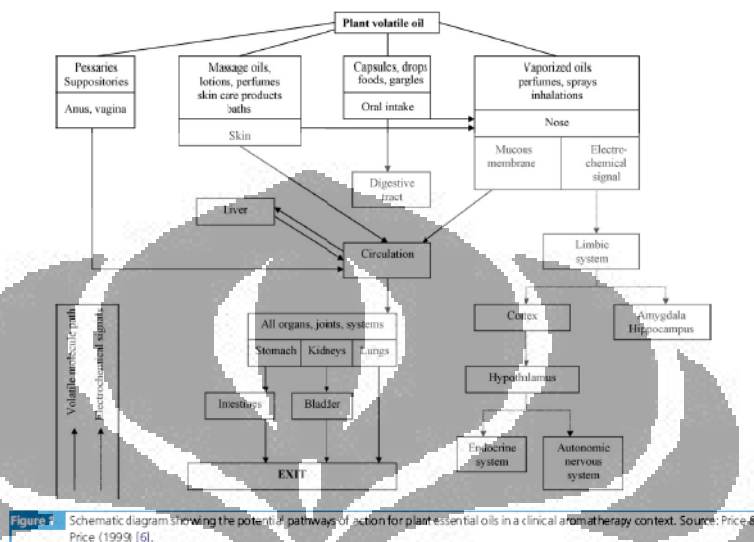 Plant volatile oil
Pessaries
Suppositories
Anus, vagina
Massage oils,
lotions, perfumes
skin care products
baths
Skin
Capsules, drops
foods, gargles
Oral intake
Vaporized oils
perfumes, sprays
inhalations
Nose
Mucous
membrane
Electro-
chemical
signal
Digestive
tract
Liver
Circulation
Limbic
system
All organs, joints, systems
Stomach
Kidneys
Lungs
Cortex
Amygdala
Hippocampus
Hypothalamus
Intestines
Bladder
Endocrine
system
Autonomic
nervous
system
EXIT
Volatile molecule path
Electrochemical signals
Schematic diagram showing the potential pathways of action for plant essential oils in a clinical aromatherapy context. Source: Price &
Price (1999) [6].